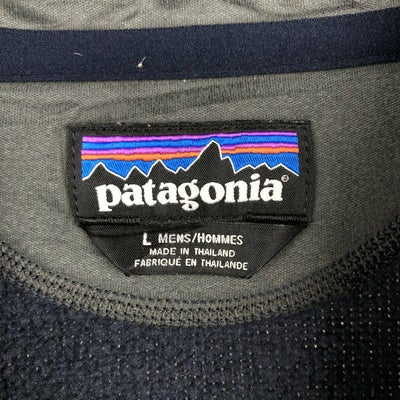 patagonia®
L MENS/HOMMES
MADE IN THAILAND
FABRIQUÉ EN THAILANDE